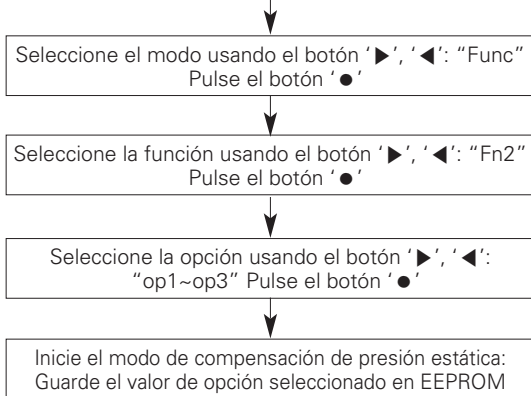 Seleccione el modo usando el botón ‘▶’, ‘◀’: “Func”
Pulse el botón ‘●’
Seleccione la función usando el botón ‘▶’, ‘◀’: “Fn2”
Pulse el botón ‘●’
Seleccione la opción usando el botón ‘▶’, ‘◀’:
“op1~op3” Pulse el botón ‘●’
Inicie el modo de compensación de presión estática:
Guarde el valor de opción seleccionado en EEPROM